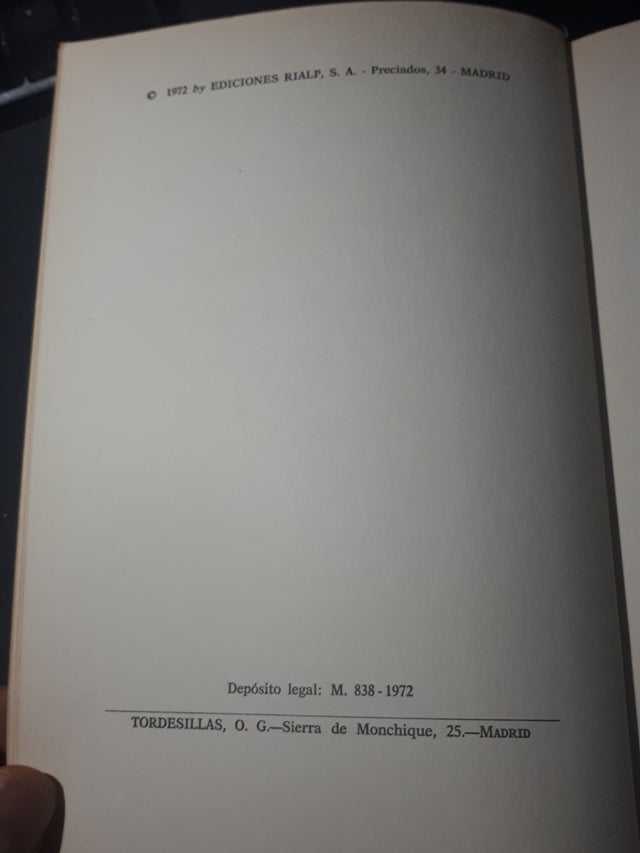 © 1972 by EDICIONES RIALP, S. A. - Preciados, 34 - MADRID
Depósito legal: M. 838-1972
TORDESILLAS, O. G.—Sierra de Monchique, 25.—MADRID